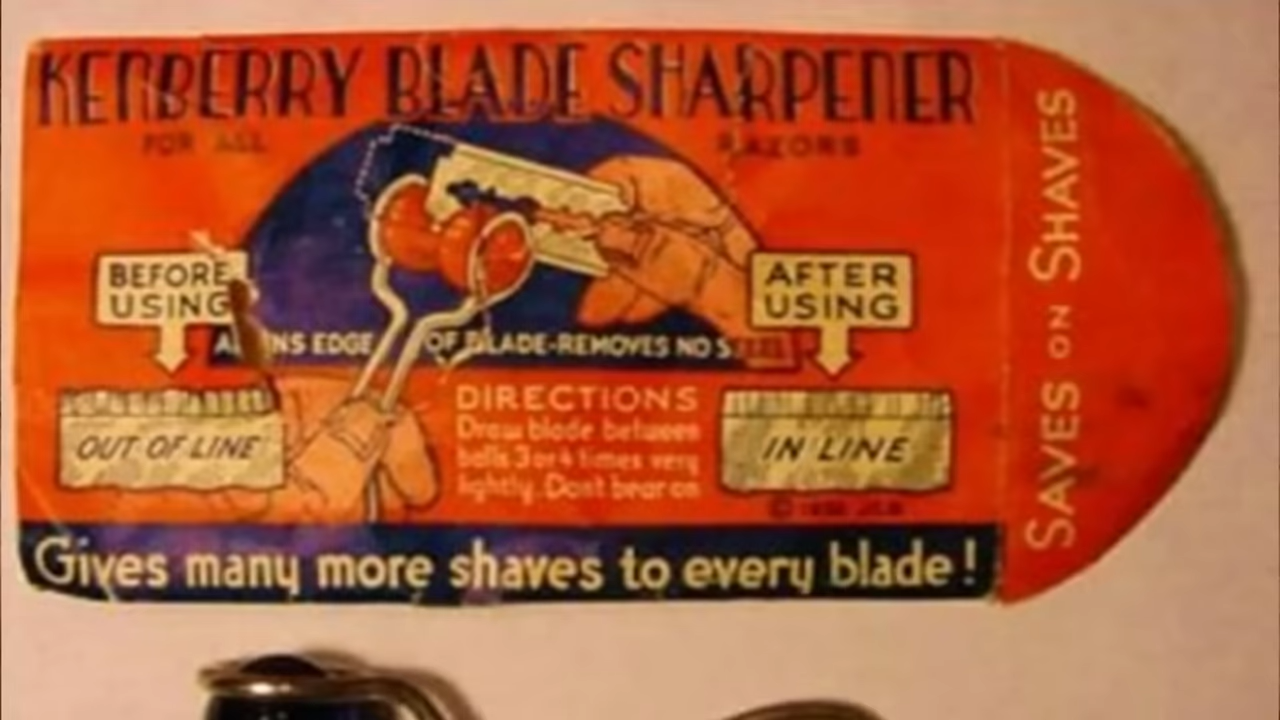 KENBERRY BLADE SHARPENER
FOR ALL RAZORS
BEFORE
USING
AFTER
USING
EDGE OF BLADE-REMOVES NO
OUT OF LINE
DIRECTIONS
Draw blade between
balls 3 or 4 times very
lightly. Dont bear on
IN LINE
Gives many more shaves to every blade!
SAVES ON SHAVES